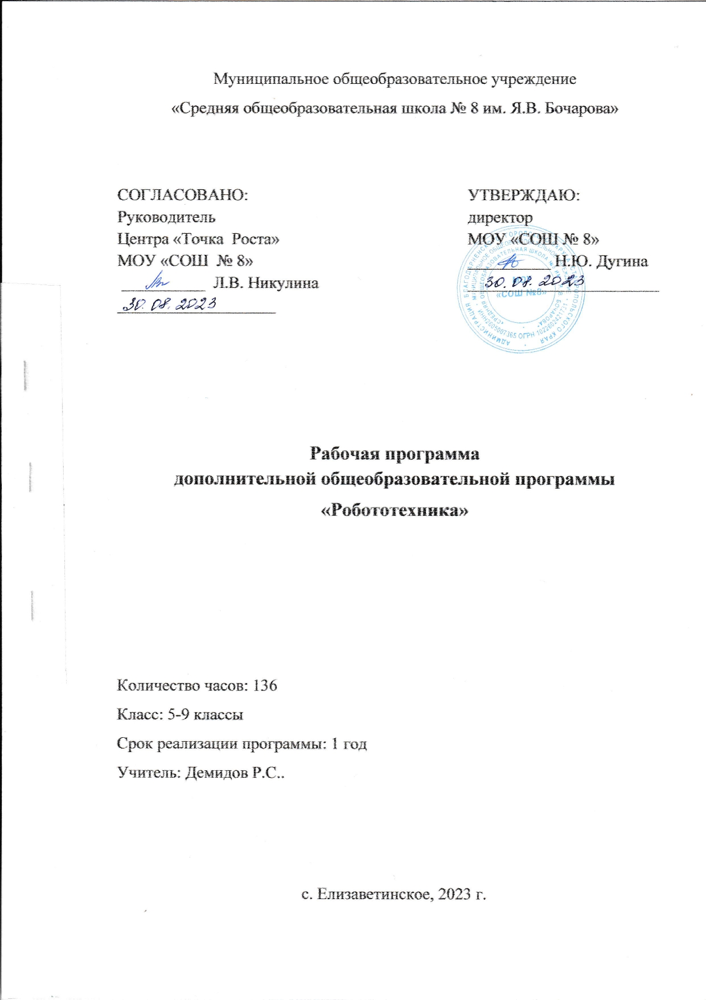 Муниципальное общеобразовательное учреждение
«Средняя общеобразовательная школа № 8 им. Я.В. Бочарова»
СОГЛАСОВАНО:
Руководитель
Центра «Точка Роста»
МОУ «СОШ № 8»
Л.В. Никулина
30.08.2023
УТВЕРЖДАЮ:
директор
МОУ «СОШ № 8»
Н.Ю. Дугина
30.08.2023
«СОШ №8»
ИНН2605007365 ОГРН 1022602421731
Рабочая программа
дополнительной общеобразовательной программы
«Робототехника»
Количество часов: 136
Класс: 5-9 классы
Срок реализации программы: 1 год
Учитель: Демидов Р.С..
с. Елизаветинское, 2023 г.